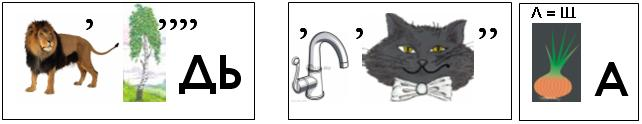 , ,,,, ДЬ
, , ,,
Л = Щ
А